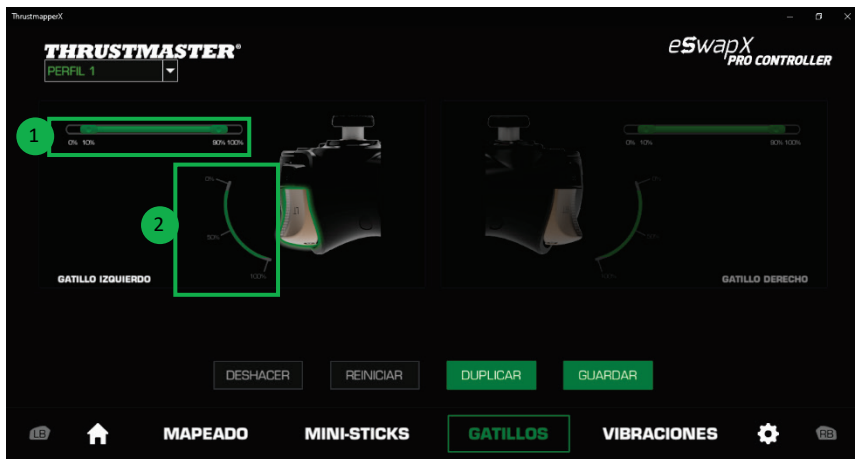 ThrustmapperX
THRUSTMASTER®
eSwapX
PRO CONTROLLER
PERFIL 1
1
0% 10% 90% 100%
0% 10% 90% 100%
2
0%
50%
100%
0%
GATILLO IZQUIERDO
GATILLO DERECHO
DESHACER REINICIAR DUPLICAR GUARDAR
LB MAPEADO MINI-STICKS GATILLOS VIBRACIONES RB